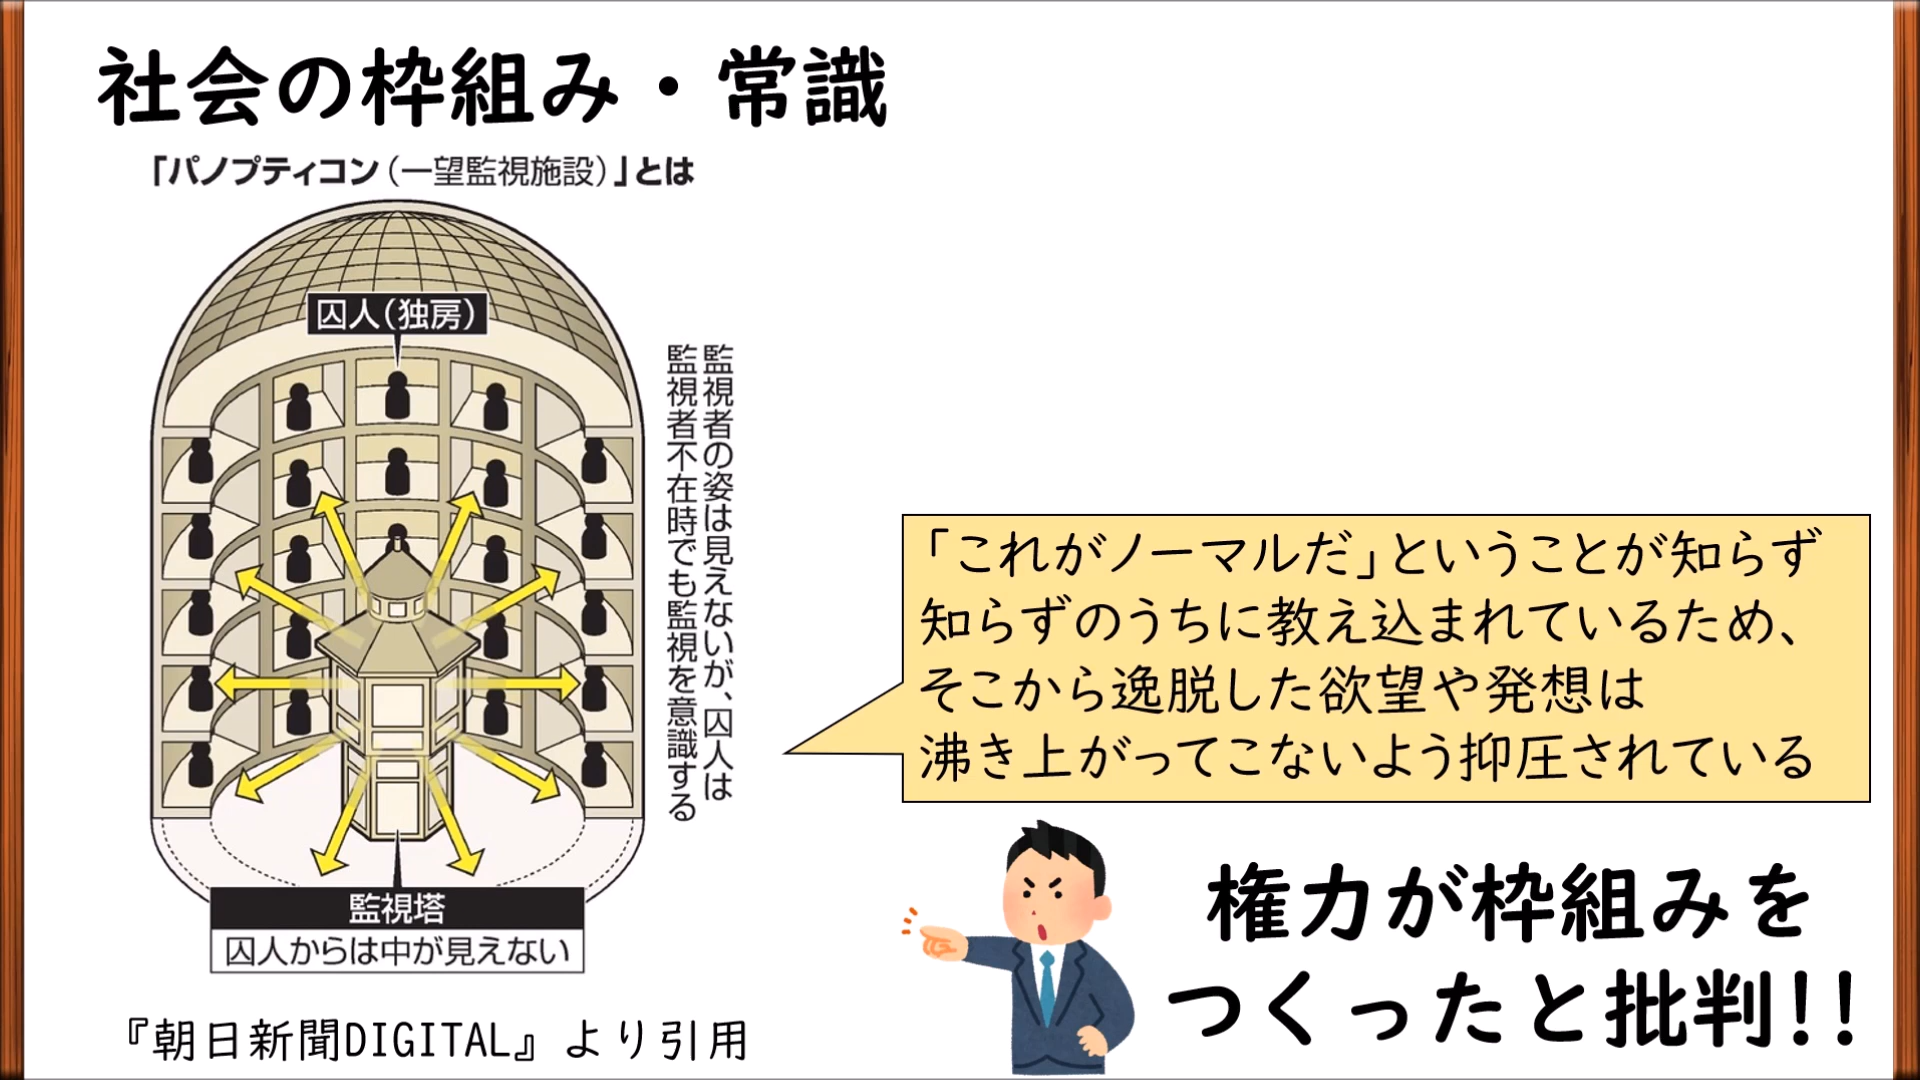 社会の枠組み・常識
「パノプティコン(一望監視施設)」とは
囚人(独房)
監視者の姿は見えないが、囚人は
監視者不在時でも監視を意識する
監視塔
囚人からは中が見えない
『朝日新聞DIGITAL』より引用
「これがノーマルだ」ということが知らず
知らずのうちに教え込まれているため、
そこから逸脱した欲望や発想は
沸き上がってこないよう抑圧されている
権力が枠組みを
つくったと批判!!